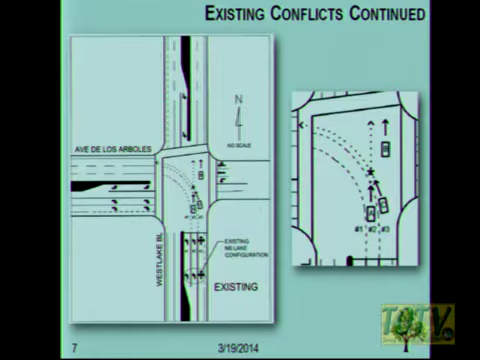 EXISTING CONFLICTS CONTINUED
N
NO SCALE
AVE DE LOS ARBOLES
WESTLAKE BL
EXISTING
NB LANE
CONFIGURATION
EXISTING
#1 #2 #3
7
3/19/2014
TOTV